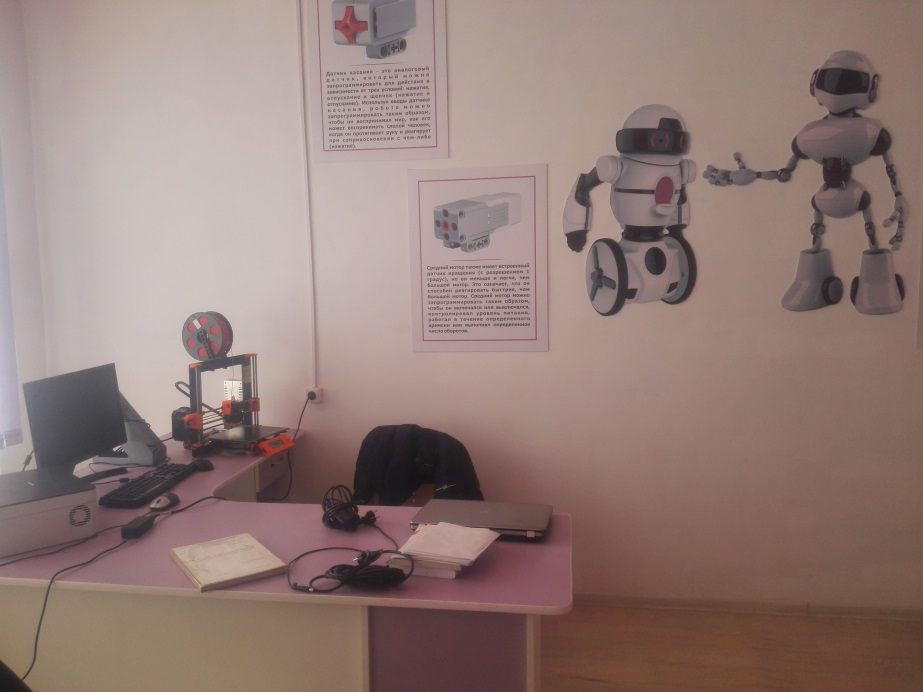 Датчик касания – это аналоговый
датчик, который можно
запрограммировать для действия в
зависимости от трех условий: нажатие,
отпускание и щелчок (нажатие и
отпускание). Используя вводы датчика
касания, робота можно
запрограммировать таким образом,
чтобы он воспринимал мир, как его
может воспринимать слепой человек,
когда он протягивает руку и реагирует
при соприкосновении с чем-либо
(нажатие).
Средний мотор также имеет встроенный
датчик вращения (с разрешением 1
градус), но он меньше и легче, чем
большой мотор. Это означает, что он
способен реагировать быстрее, чем
большой мотор. Средний мотор можно
запрограммировать таким образом,
чтобы он включался или выключался,
контролировал уровень питания,
работал в течение определенного
времени или выполнял определенное
число оборотов.